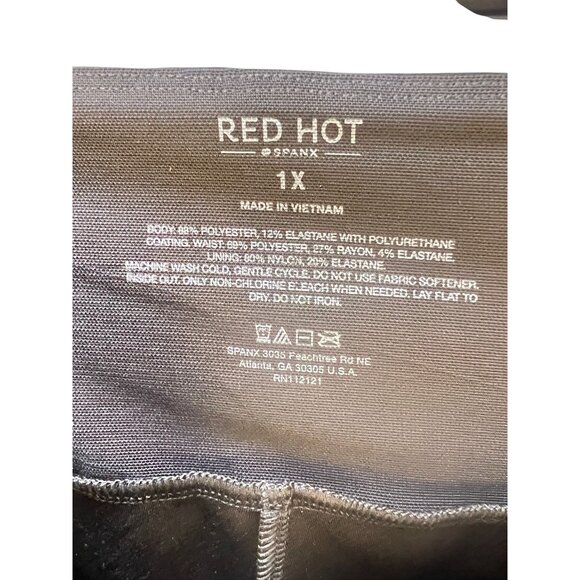 RED HOT
SPANX
1X
MADE IN VIETNAM
BODY: 88% POLYESTER, 12% ELASTANE WITH POLYURETHANE
COATING. WAIST: 69% POLYESTER, 27% RAYON, 4% ELASTANE.
LINING: 80% NYLON, 20% ELASTANE.
MACHINE WASH COLD, GENTLE CYCLE. DO NOT USE FABRIC SOFTENER.
INSIDE OUT. ONLY NON-CHLORINE BLEACH WHEN NEEDED. LAY FLAT TO
DRY. DO NOT IRON.
SPANX 3035 Peachtree Rd NE
Atlanta, GA 30305 U.S.A.
RN112121